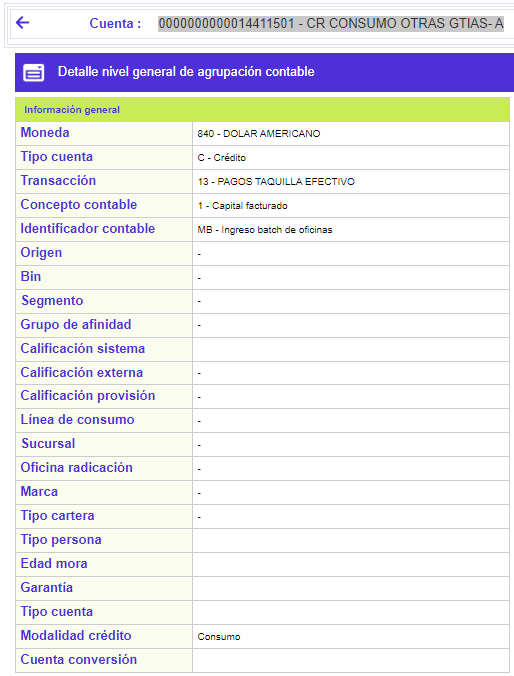 Cuenta : 0000000000014411501 - CR CONSUMO OTRAS GTIAS- A
Detalle nivel general de agrupación contable
Información general
Moneda 840 - DOLAR AMERICANO
Tipo cuenta C - Crédito
Transacción 13 - PAGOS TAQUILLA EFECTIVO
Concepto contable 1 - Capital facturado
Identificador contable MB - Ingreso batch de oficinas
Origen -
Bin -
Segmento -
Grupo de afinidad -
Calificación sistema
Calificación externa -
Calificación provisión -
Línea de consumo -
Sucursal -
Oficina radicación -
Marca -
Tipo cartera -
Tipo persona
Edad mora
Garantía
Tipo cuenta
Modalidad crédito Consumo
Cuenta conversión